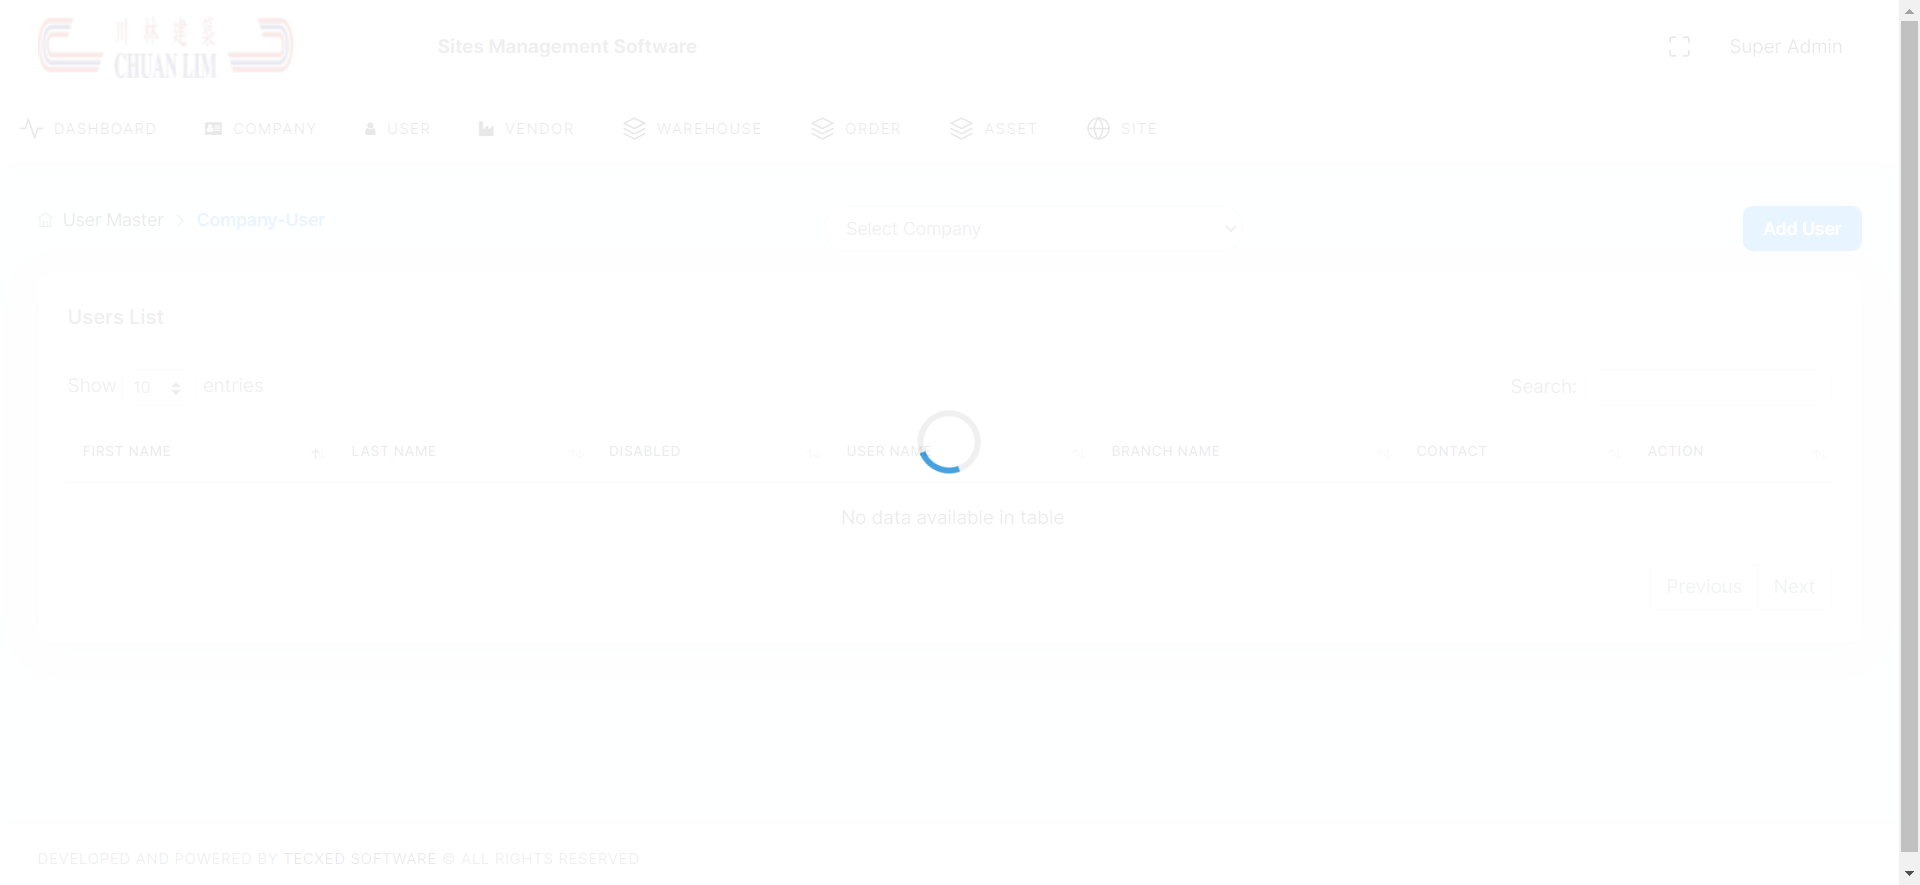 川林建築
CHUAN LIM
Sites Management Software
Super Admin
DASHBOARD COMPANY USER VENDOR WAREHOUSE ORDER ASSET SITE
User Master Company-User
Select Company
Add User
Users List
Show 10 entries
Search:
FIRST NAME LAST NAME DISABLED USER NAME BRANCH NAME CONTACT ACTION
No data available in table
Previous Next
DEVELOPED AND POWERED BY TECXED SOFTWARE © ALL RIGHTS RESERVED